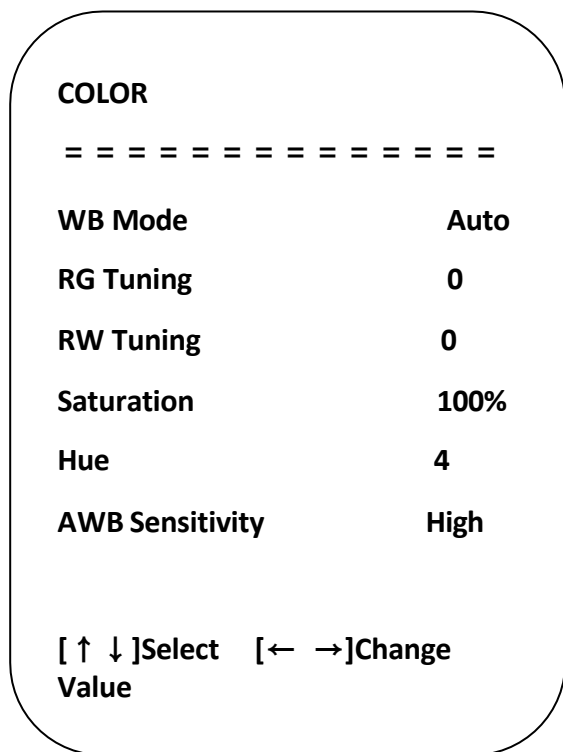 COLOR
= = = = = = = = = = = = = =
WB Mode Auto
RG Tuning 0
RW Tuning 0
Saturation 100%
Hue 4
AWB Sensitivity High
[ ↑ ↓ ]Select [← →]Change
Value